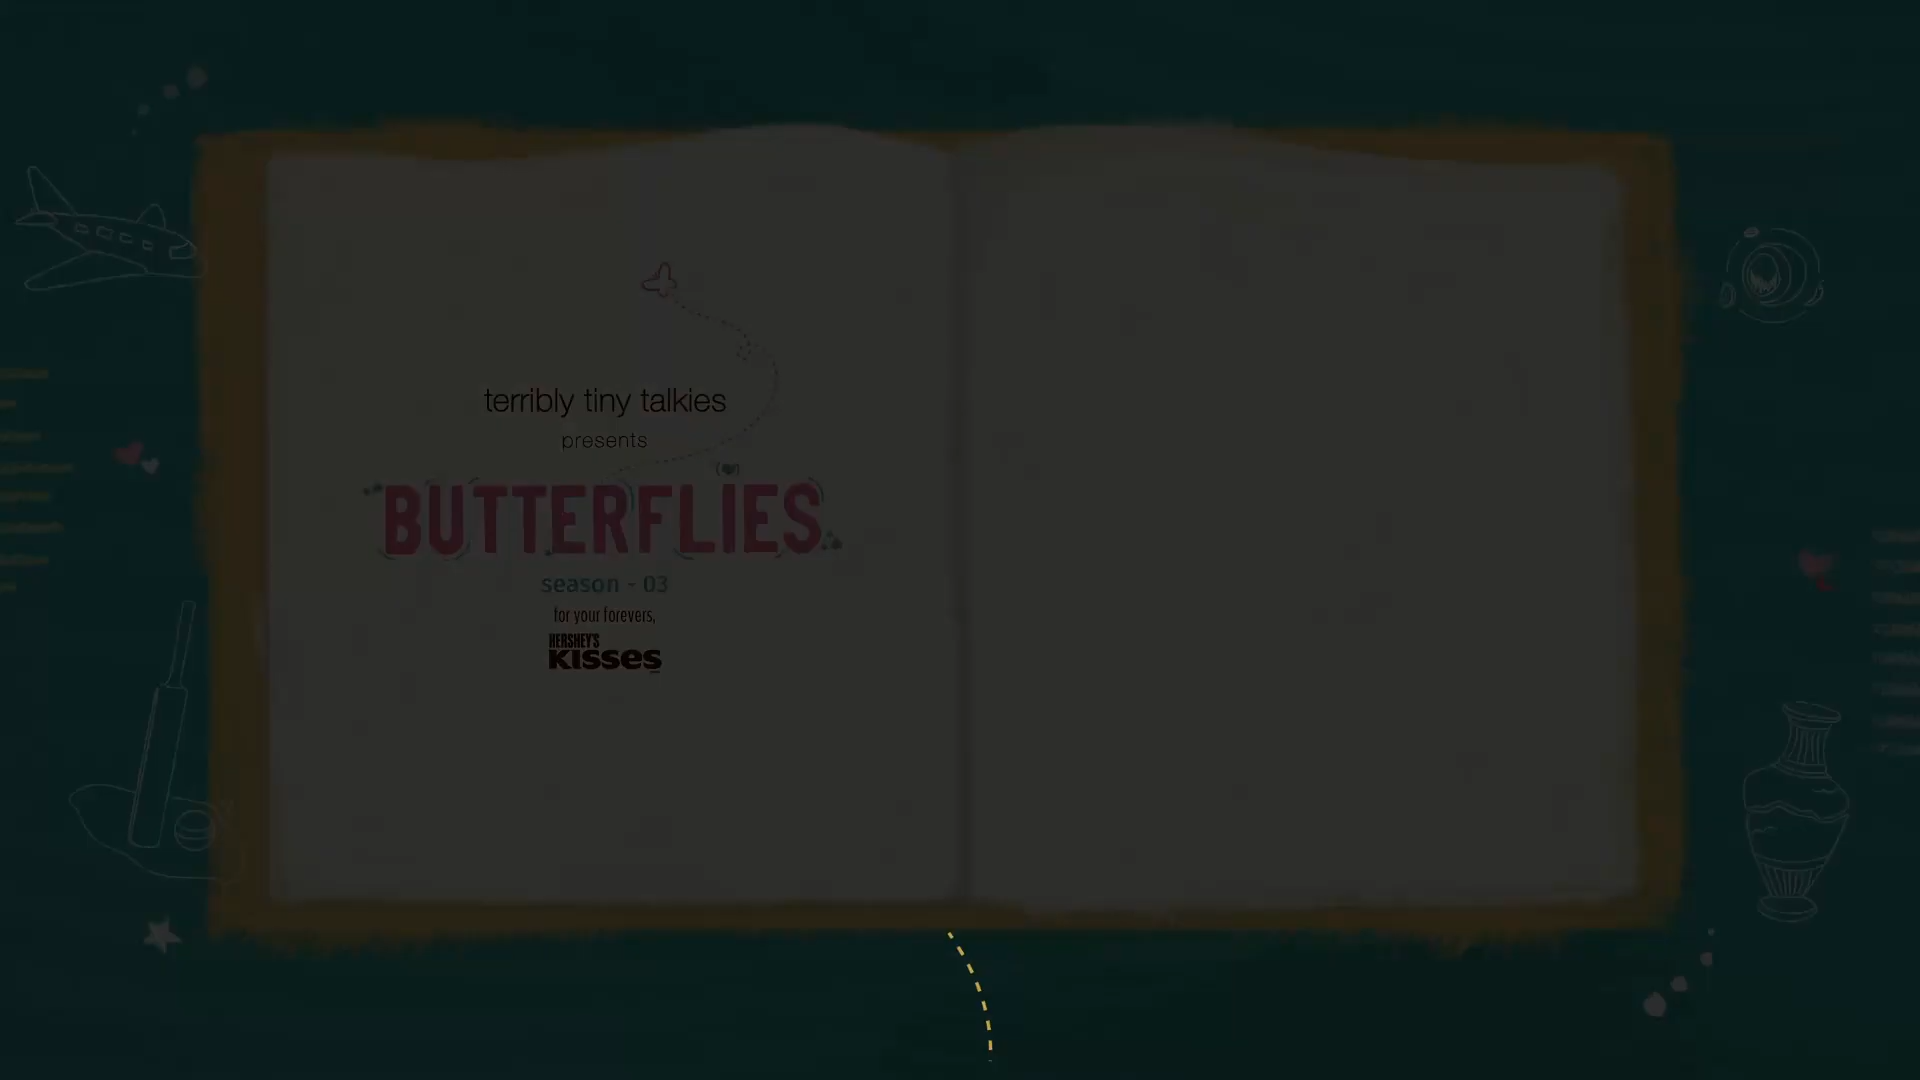 terribly tiny talkies
presents
BUTTERFLIES
season - 03
for your forevers,
HERSHEY'S
KISSES